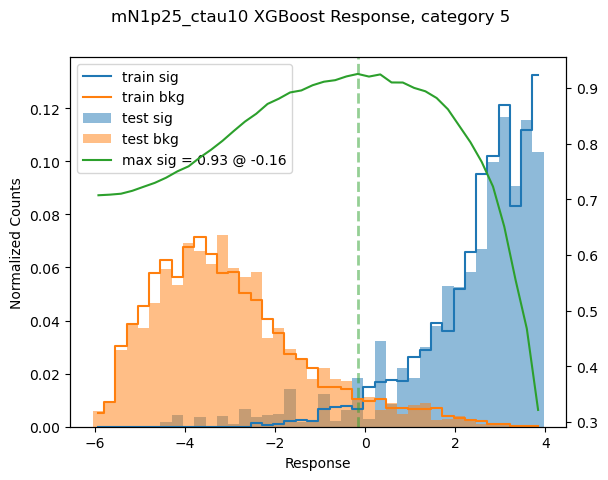 mN1p25_ctau10 XGBoost Response, category 5
train sig
train bkg
test sig
test bkg
max sig = 0.93 @ -0.16
Normalized Counts
0.12
0.10
0.08
0.06
0.04
0.02
0.00
0.9
0.8
0.7
0.6
0.5
0.4
0.3
−6
−4
−2
0
2
4
Response